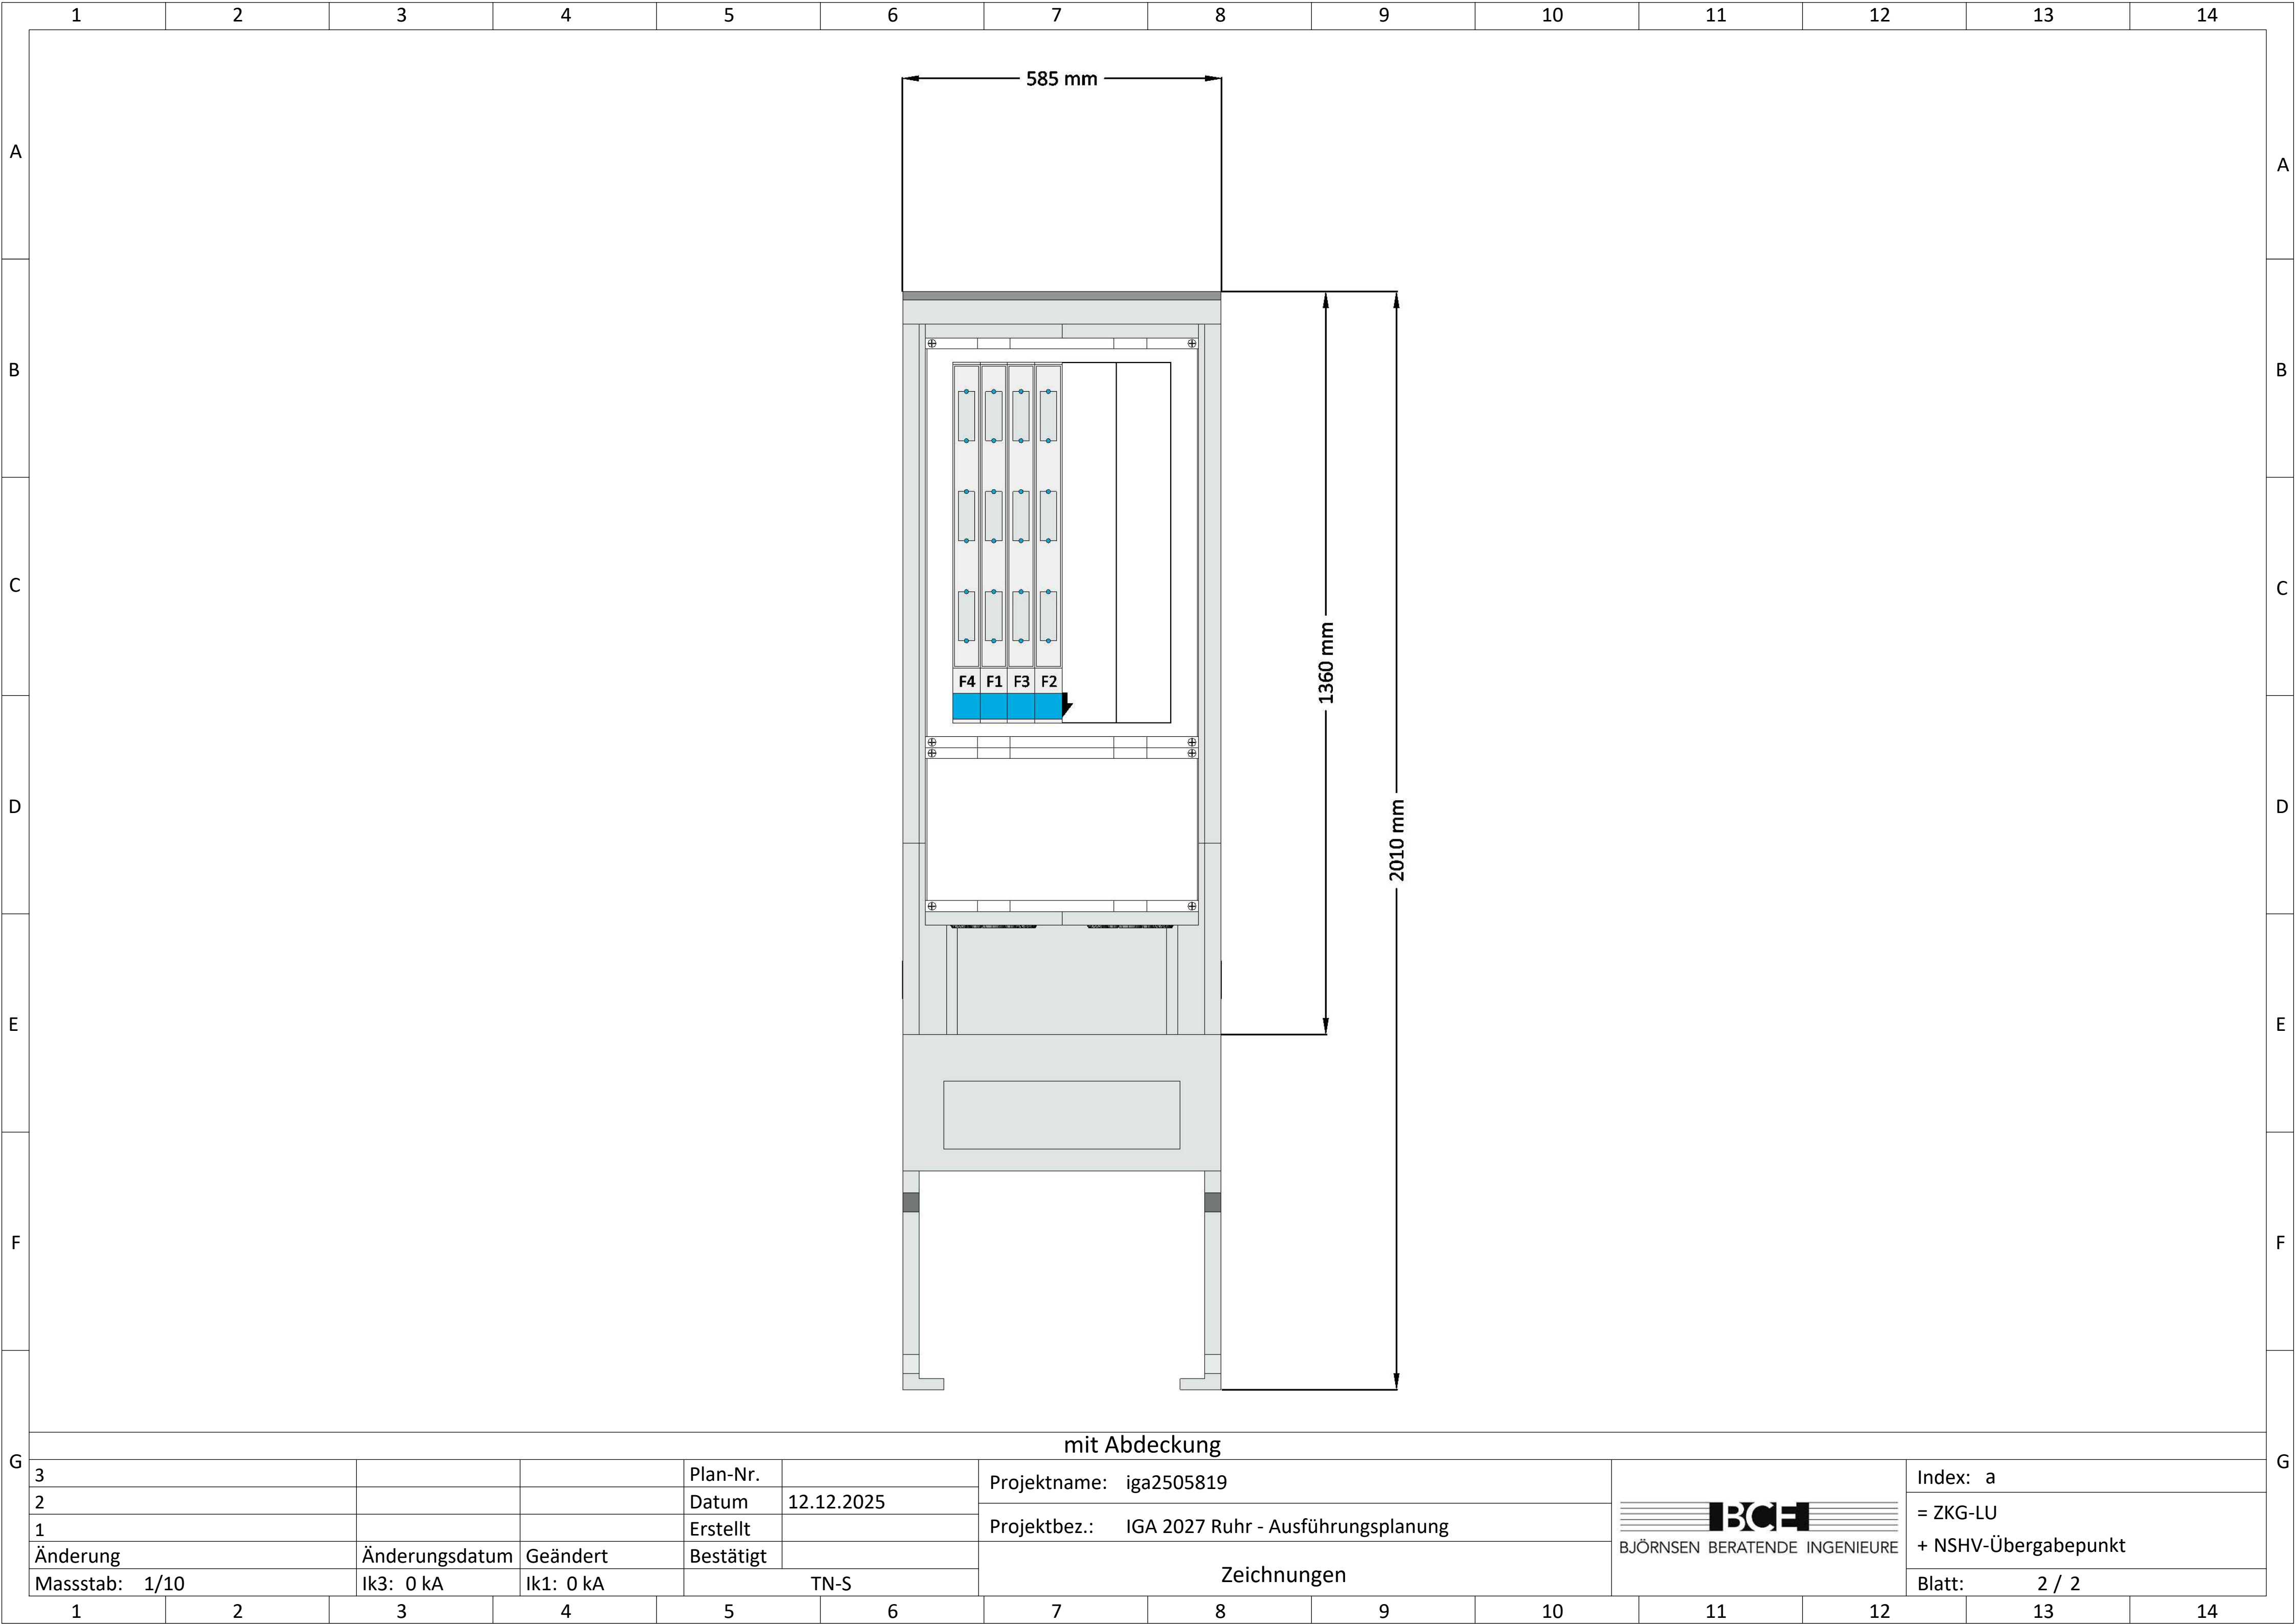 1 2 3 4 5 6 7 8 9 10 11 12 13 14
585 mm
A A
B B
C C
1360 mm
F4 F1 F3 F2
D D
2010 mm
E E
F F
mit Abdeckung
G G
3 Plan-Nr. Projektname: iga2505819 Index: a
2 Datum 12.12.2025 = ZKG-LU
1 Erstellt Projektbez.: IGA 2027 Ruhr - Ausführungsplanung BCE
Änderung Änderungsdatum Geändert Bestätigt BJÖRNSEN BERATENDE INGENIEURE + NSHV-Übergabepunkt
Massstab: 1/10 Ik3: 0 kA Ik1: 0 kA TN-S Zeichnungen Blatt: 2 / 2
1 2 3 4 5 6 7 8 9 10 11 12 13 14